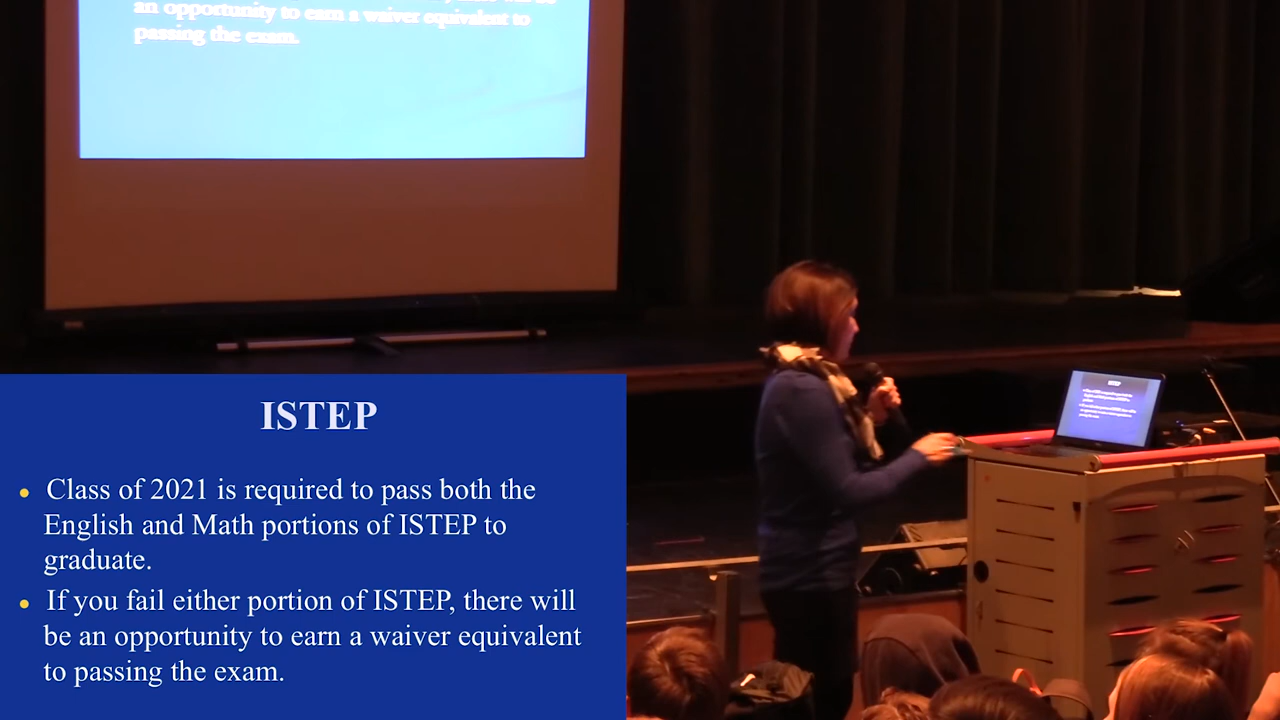 an opportunity to earn a waiver equivalent to
passing the exam.
ISTEP
• Class of 2021 is required to pass both the
English and Math portions of ISTEP to
graduate.
• If you fail either portion of ISTEP, there will
be an opportunity to earn a waiver equivalent
to passing the exam.
ISTEP